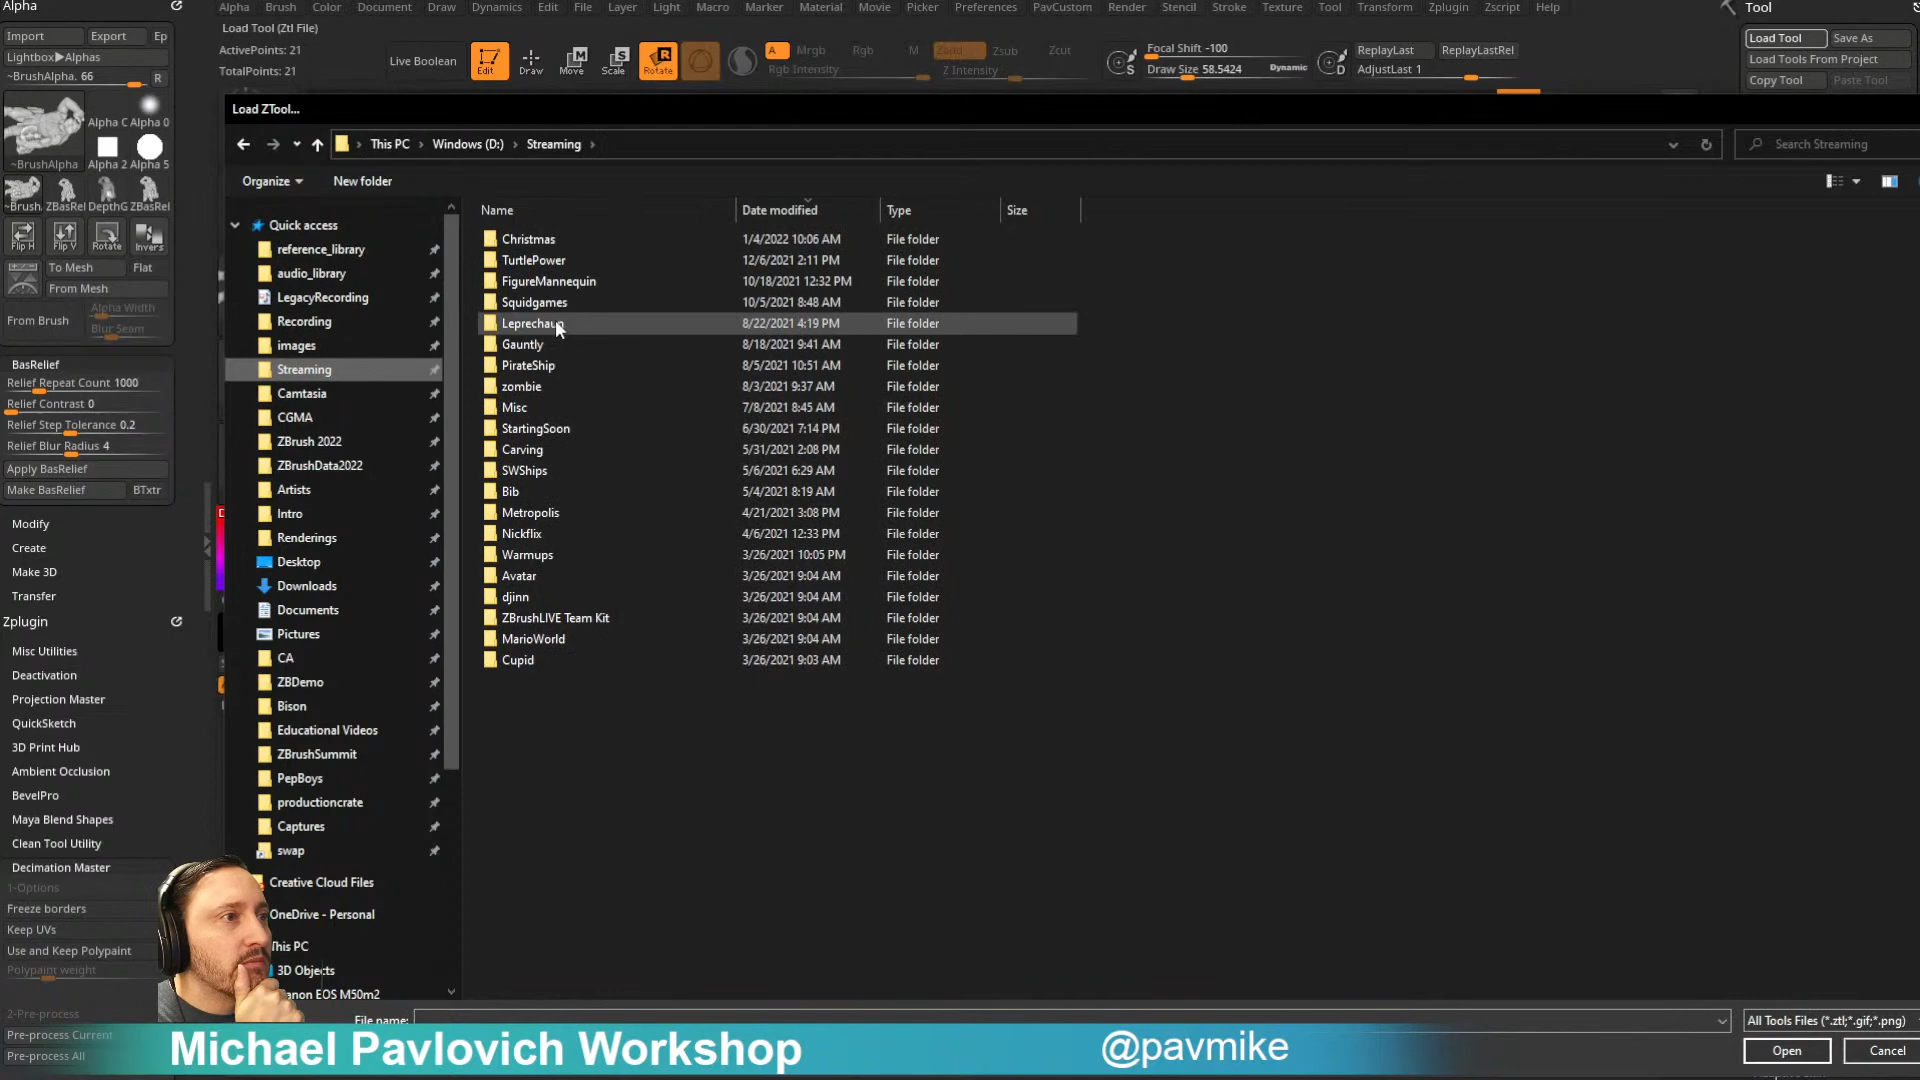 Alpha
Import Export Ep
Lightbox▶Alphas
~BrushAlpha. 66 R
Alpha C Alpha 0
~BrushAlpha Alpha 2 Alpha 5
~Brush. ZBasRel DepthG ZBasRel
Flip H Flip V Rotate Invers
To Mesh Flat
From Mesh
From Brush Alpha Width
Blur Seam
BasRelief
Relief Repeat Count 1000
Relief Contrast 0
Relief Step Tolerance 0.2
Relief Blur Radius 4
Apply BasRelief
Make BasRelief BTxtr
Modify
Create
Make 3D
Transfer
Zplugin
Misc Utilities
Deactivation
Projection Master
QuickSketch
3D Print Hub
Ambient Occlusion
BevelPro
Maya Blend Shapes
Clean Tool Utility
Decimation Master
1-Options
Freeze borders
Keep UVs
Use and Keep Polypaint
Polypaint weight
2-Pre-process
Pre-process Current
Pre-process All
Alpha Brush Color Document Draw Dynamics Edit File Layer Light Macro Marker Material Movie Picker Preferences PavCustom Render Stencil Stroke Texture Tool Transform Zplugin Zscript Help
Load Tool (Ztl File)
ActivePoints: 21
TotalPoints: 21
Live Boolean Edit Draw Move Scale Rotate
A Mrgb Rgb M Zadd Zsub Zcut
Rgb Intensity Z Intensity
S Focal Shift -100
Draw Size 58.5424 Dynamic
D ReplayLast ReplayLastRel
AdjustLast 1
Tool
Load Tool Save As
Load Tools From Project
Copy Tool Paste Tool
Load ZTool...
This PC Windows (D:) Streaming
Search Streaming
Organize New folder
Quick access
reference_library
audio_library
LegacyRecording
Recording
images
Streaming
Camtasia
CGMA
ZBrush 2022
ZBrushData2022
Artists
Intro
Renderings
Desktop
Downloads
Documents
Pictures
CA
ZBDemo
Bison
Educational Videos
ZBrushSummit
PepBoys
productioncrate
Captures
swap
Creative Cloud Files
OneDrive - Personal
This PC
3D Objects
anon EOS M50m2
Name Date modified Type Size
Christmas 1/4/2022 10:06 AM File folder
TurtlePower 12/6/2021 2:11 PM File folder
FigureMannequin 10/18/2021 12:32 PM File folder
Squidgames 10/5/2021 8:48 AM File folder
Leprechaun 8/22/2021 4:19 PM File folder
Gauntly 8/18/2021 9:41 AM File folder
PirateShip 8/5/2021 10:51 AM File folder
zombie 8/3/2021 9:37 AM File folder
Misc 7/8/2021 8:45 AM File folder
StartingSoon 6/30/2021 7:14 PM File folder
Carving 5/31/2021 2:08 PM File folder
SWShips 5/6/2021 6:29 AM File folder
Bib 5/4/2021 8:19 AM File folder
Metropolis 4/21/2021 3:08 PM File folder
Nickflix 4/6/2021 12:33 PM File folder
Warmups 3/26/2021 10:05 PM File folder
Avatar 3/26/2021 9:04 AM File folder
djinn 3/26/2021 9:04 AM File folder
ZBrushLIVE Team Kit 3/26/2021 9:04 AM File folder
MarioWorld 3/26/2021 9:04 AM File folder
Cupid 3/26/2021 9:03 AM File folder
File name: All Tools Files (*.ztl;*.gif;*.png)
Open Cancel
Michael Pavlovich Workshop @pavmike